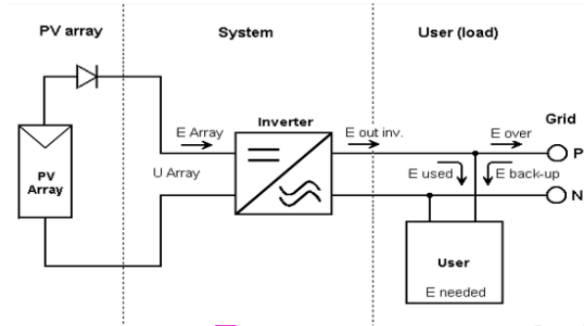 PV array
System
User (load)
Inverter
Grid
E Array
E out inv.
E over
P
PV
Array
U Array
E used
E back-up
N
User
E needed